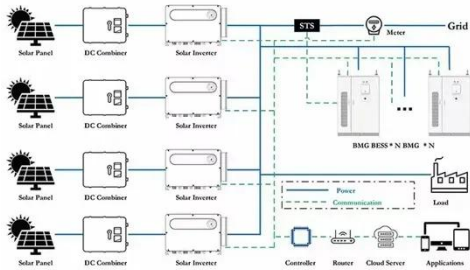 STS
Grid
Meter
Solar Panel
DC Combiner
Solar Inverter
Solar Panel
DC Combiner
Solar Inverter
BMG BESS * N BMG * N
Solar Panel
DC Combiner
Solar Inverter
Power
Communication
Load
Solar Panel
DC Combiner
Solar Inverter
Controller
Router
Cloud Server
Applications